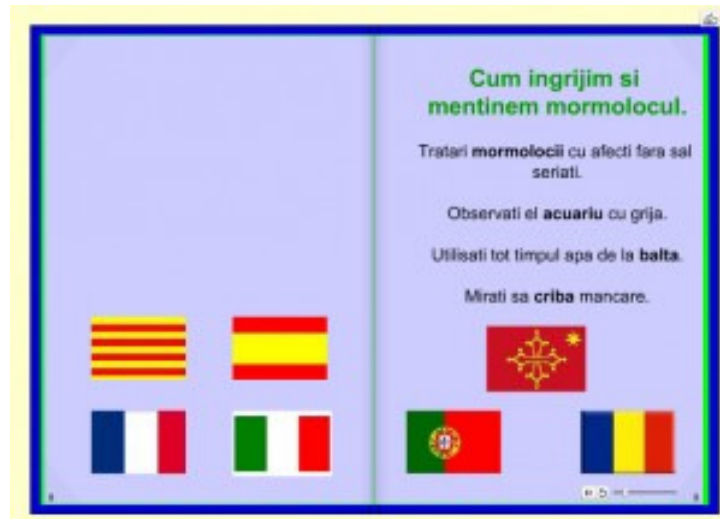 Cum ingrijim si
mentinem mormolocul.
Tratari mormolocii cu afecti fara sal
seriati.
Observati el acuariu cu grija.
Utilisati tot timpul apa de la balta.
Mirati sa criba mancare.